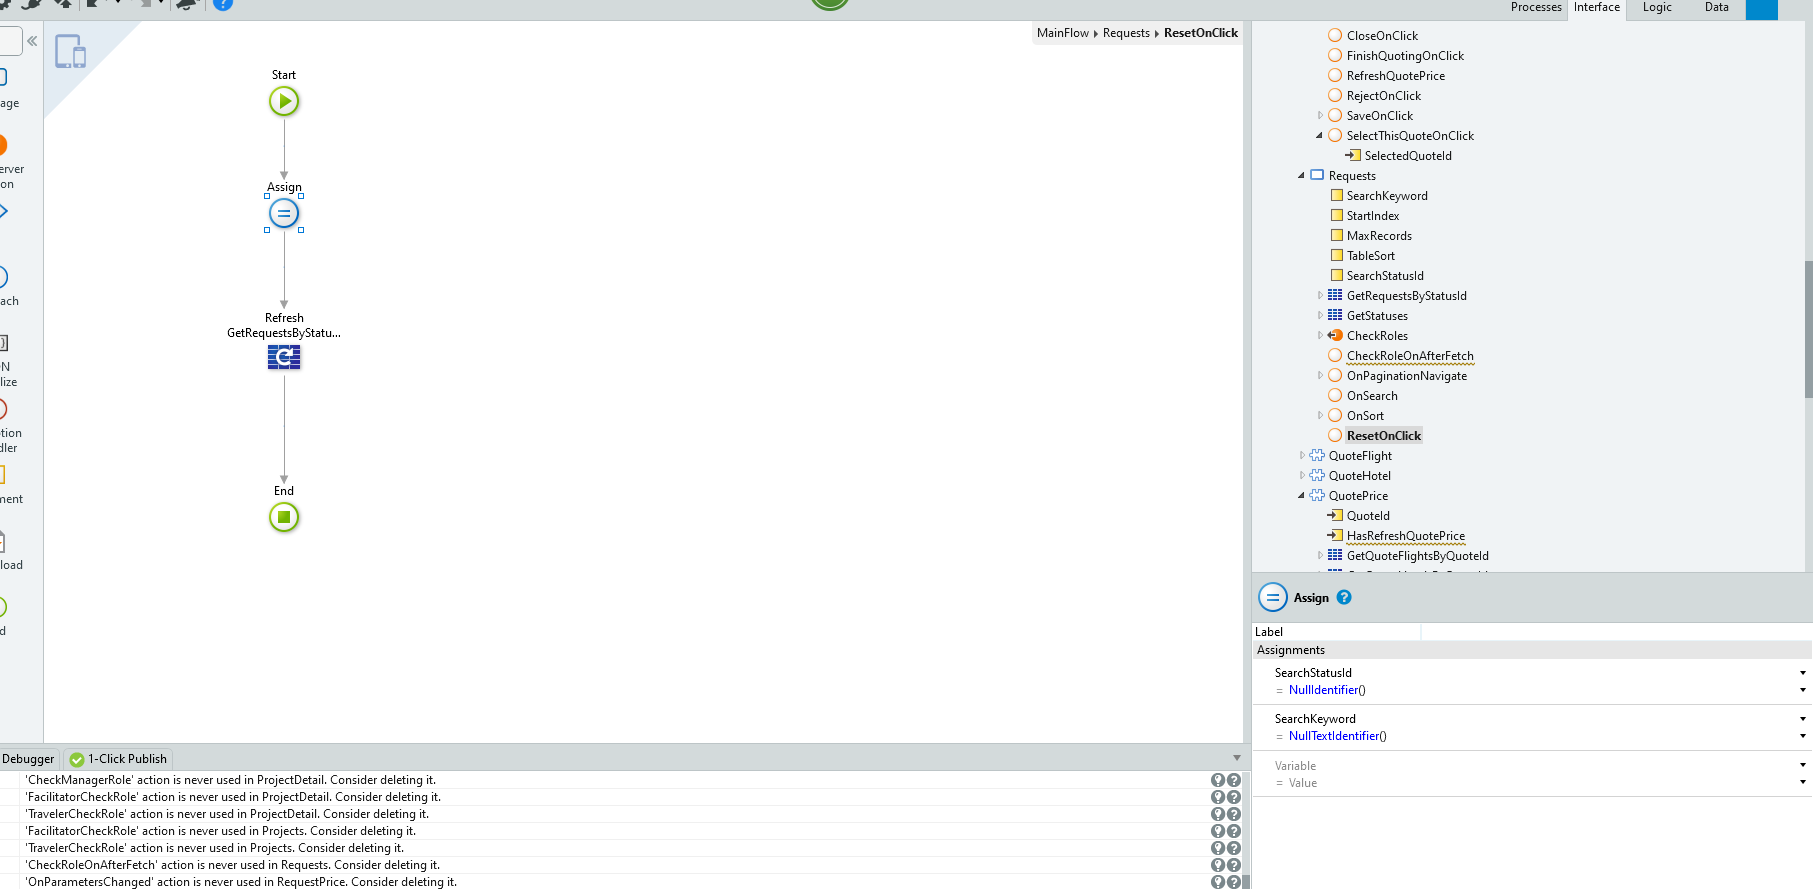 Processes Interface Logic Data
MainFlow Requests ResetOnClick
Start
Assign
Refresh
GetRequestsByStatu...
End
age
erver
on
ach
N
lize
tion
dler
ment
load
d
CloseOnClick
FinishQuotingOnClick
RefreshQuotePrice
RejectOnClick
SaveOnClick
SelectThisQuoteOnClick
SelectedQuoteId
Requests
SearchKeyword
StartIndex
MaxRecords
TableSort
SearchStatusId
GetRequestsByStatusId
GetStatuses
CheckRoles
CheckRoleOnAfterFetch
OnPaginationNavigate
OnSearch
OnSort
ResetOnClick
QuoteFlight
QuoteHotel
QuotePrice
QuoteId
HasRefreshQuotePrice
GetQuoteFlightsByQuoteId
Assign ?
Label
Assignments
SearchStatusId
= NullIdentifier()
SearchKeyword
= NullTextIdentifier()
Variable
= Value
Debugger 1-Click Publish
'CheckManagerRole' action is never used in ProjectDetail. Consider deleting it.
'FacilitatorCheckRole' action is never used in ProjectDetail. Consider deleting it.
'TravelerCheckRole' action is never used in ProjectDetail. Consider deleting it.
'FacilitatorCheckRole' action is never used in Projects. Consider deleting it.
'TravelerCheckRole' action is never used in Projects. Consider deleting it.
'CheckRoleOnAfterFetch' action is never used in Requests. Consider deleting it.
'OnParametersChanged' action is never used in RequestPrice. Consider deleting it.